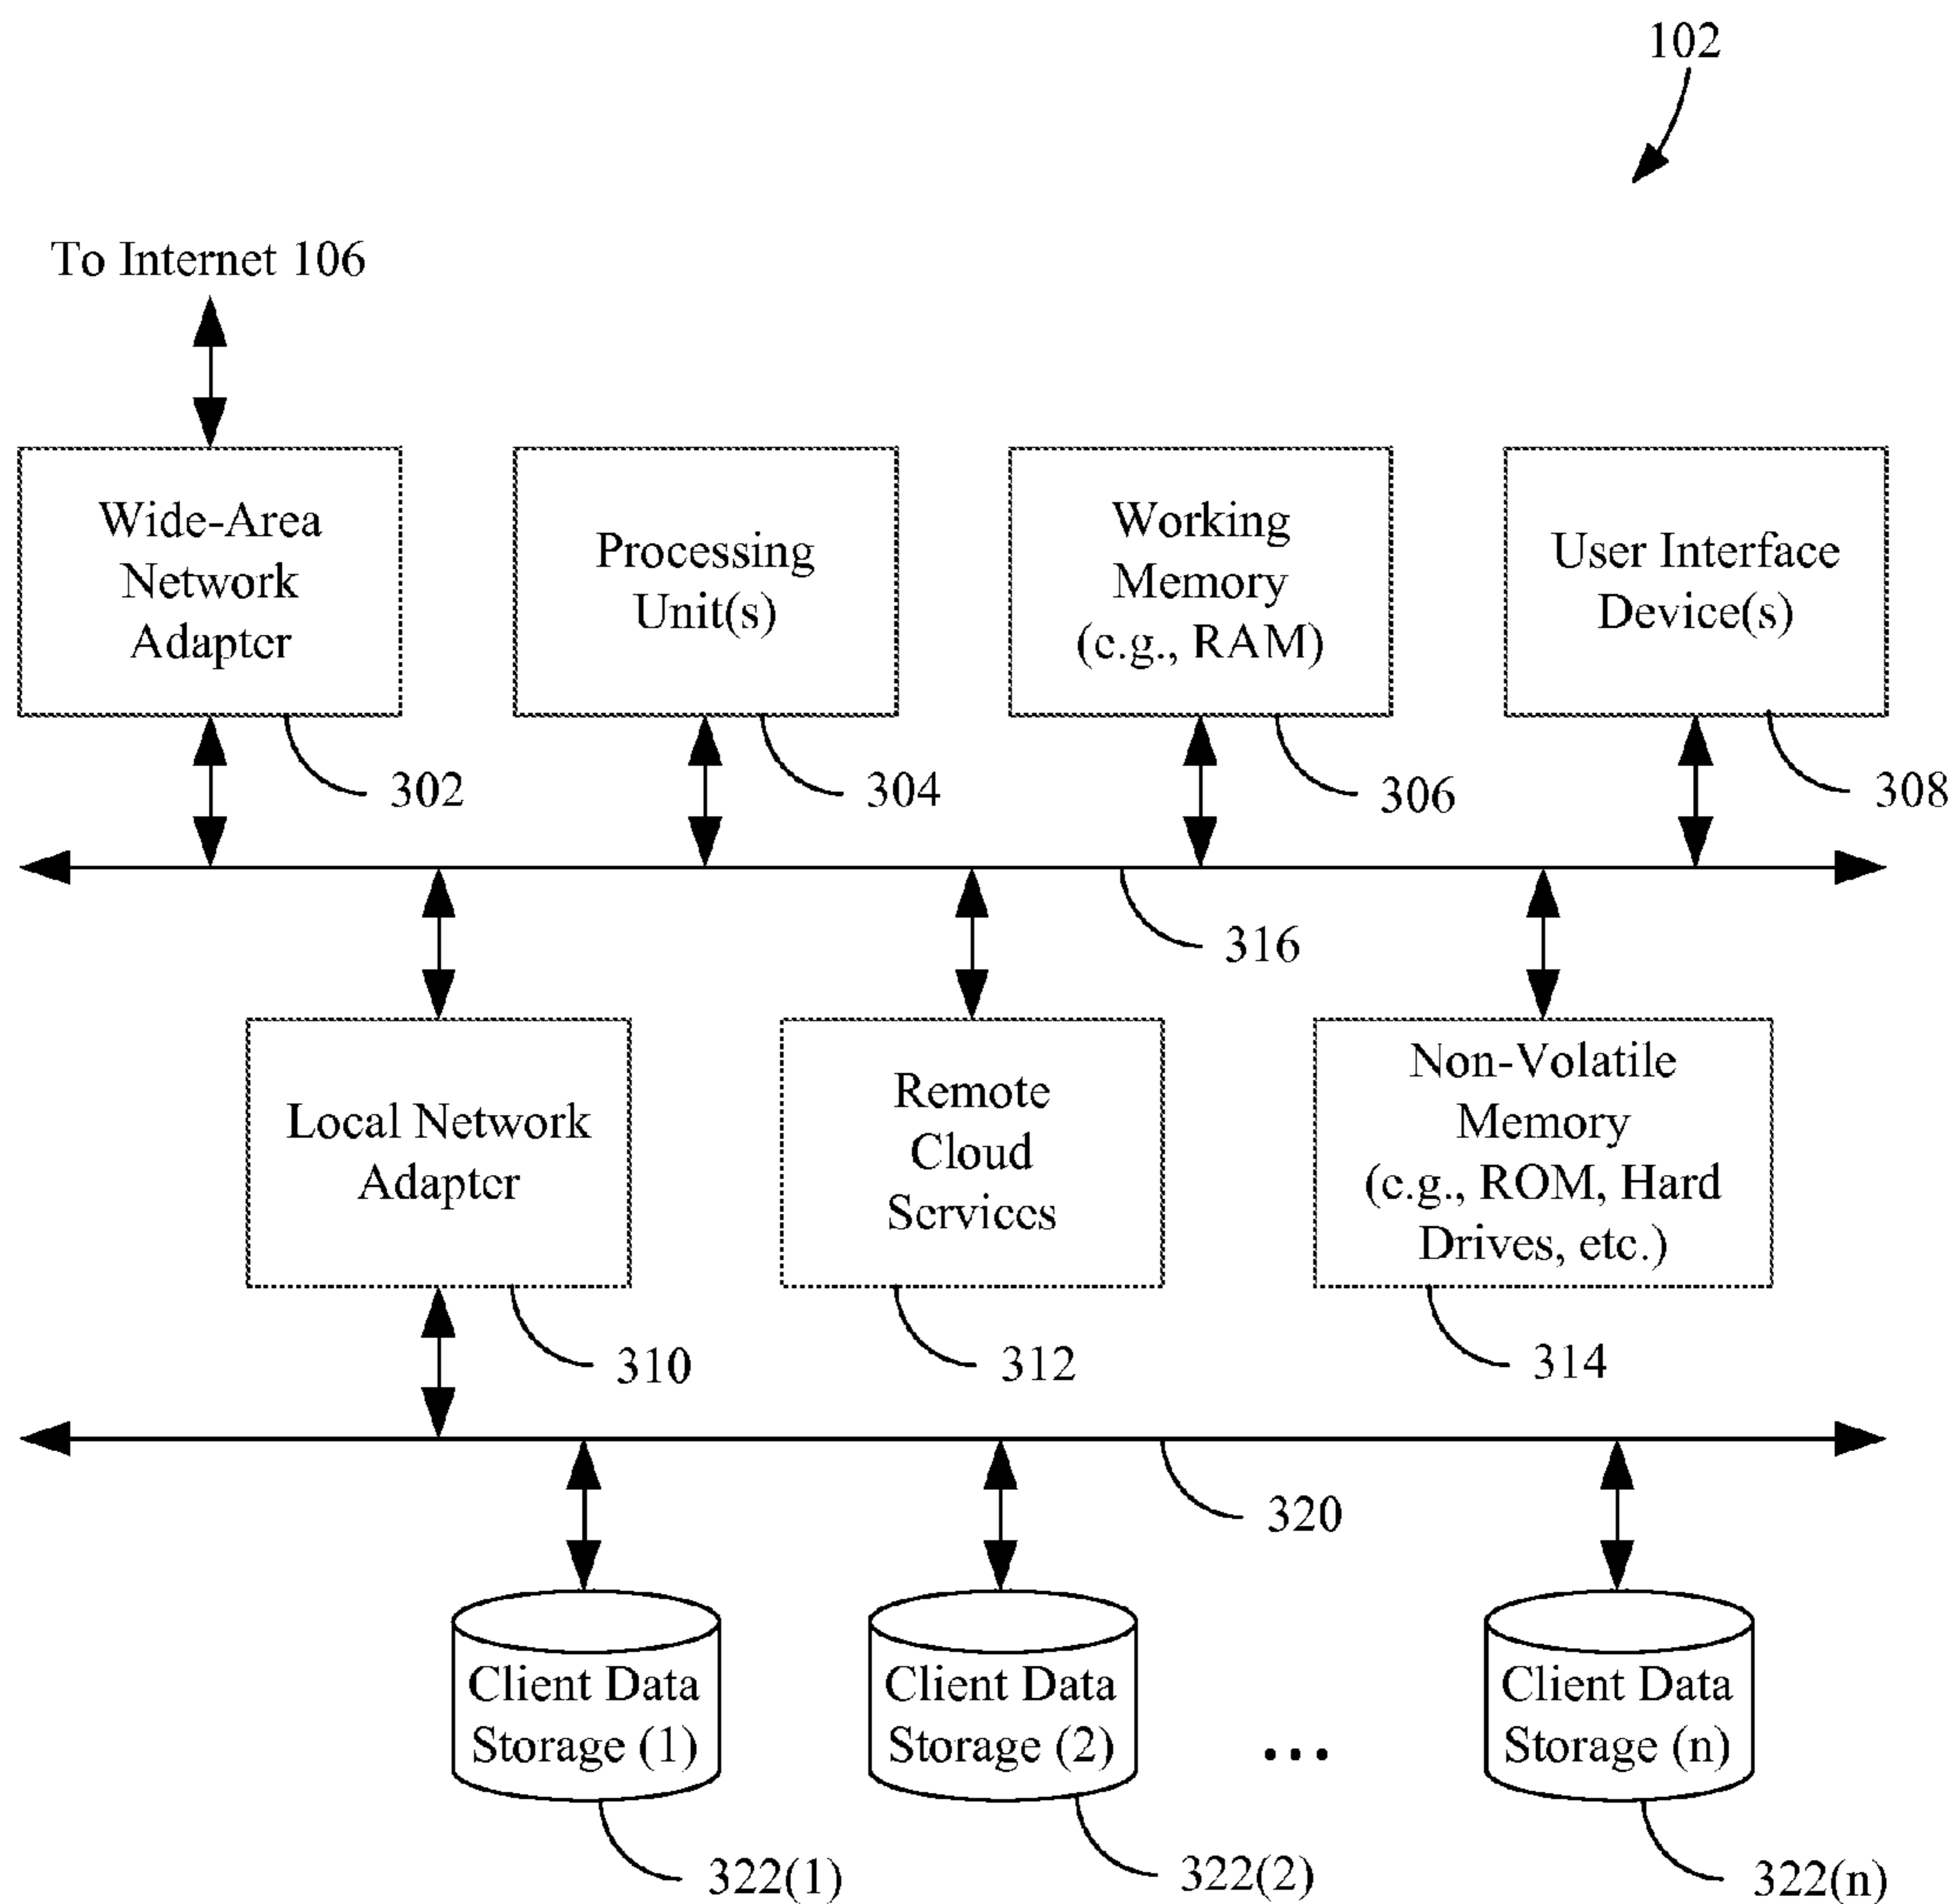 102
To Internet 106
Wide-Area
Network
Adapter
Processing
Unit(s)
Working
Memory
(e.g., RAM)
User Interface
Device(s)
302
304
306
308
316
Local Network
Adapter
Remote
Cloud
Services
Non-Volatile
Memory
(e.g., ROM, Hard
Drives, etc.)
310
312
314
320
Client Data
Storage (1)
Client Data
Storage (2)
...
Client Data
Storage (n)
322(1)
322(2)
322(n)